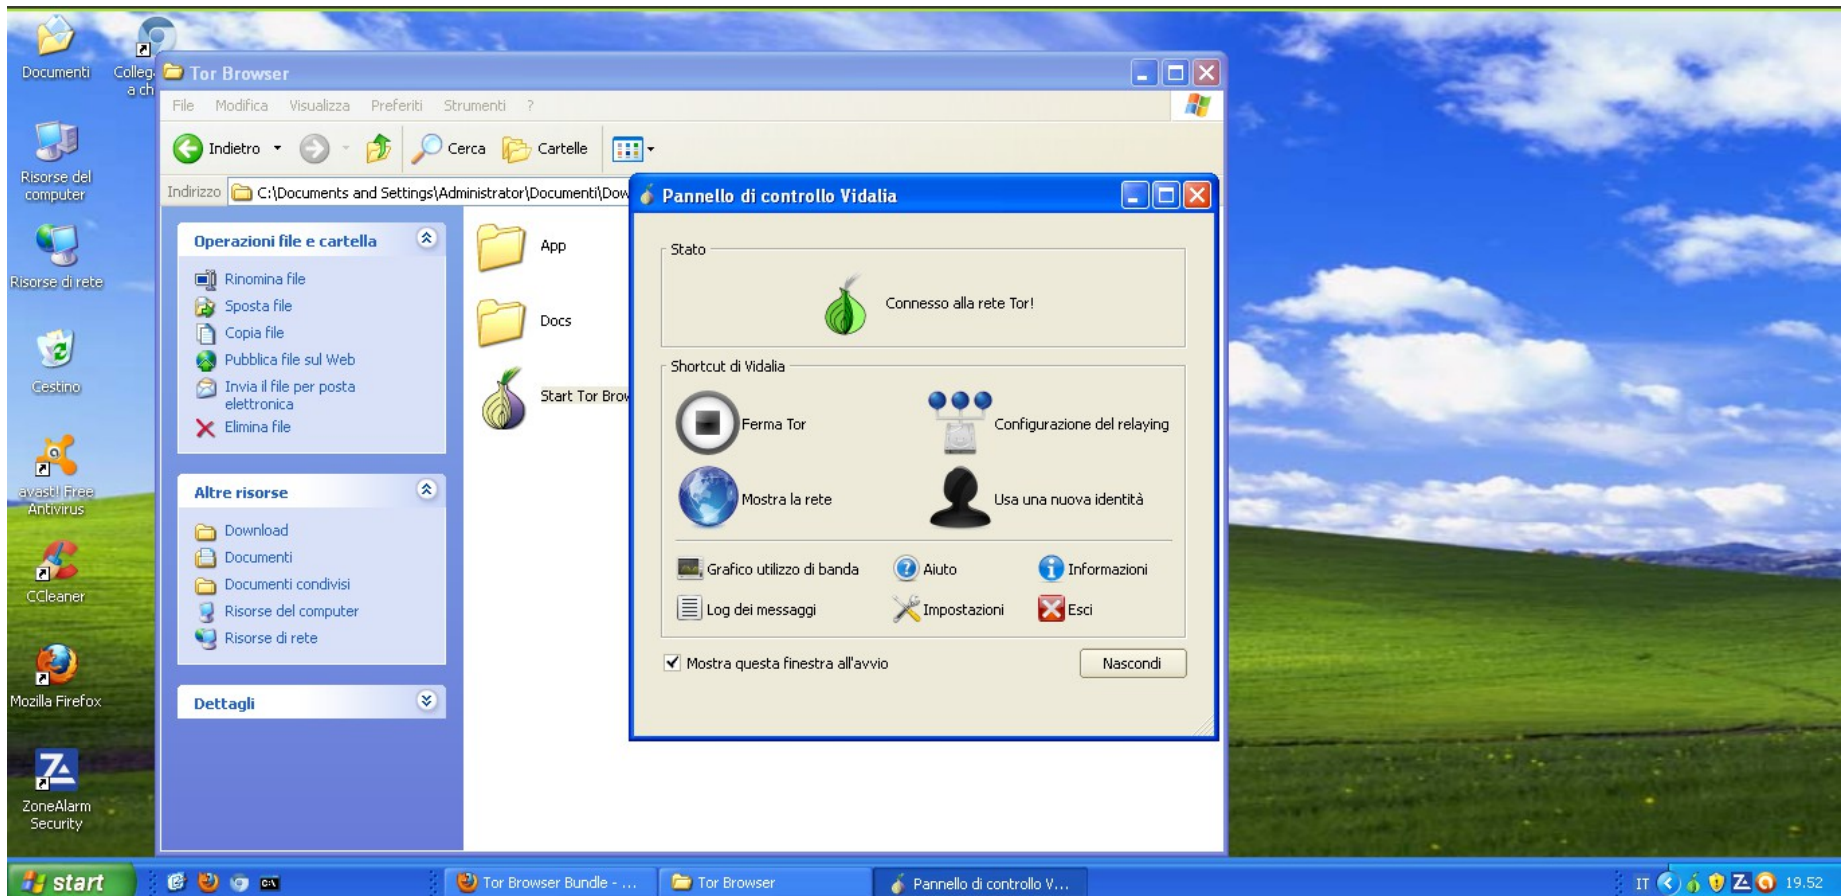 Documenti
Colleg
a ch
Risorse del
computer
Risorse di rete
Cestino
avast! Free
Antivirus
CCleaner
Mozilla Firefox
ZoneAlarm
Security
Tor Browser
File Modifica Visualizza Preferiti Strumenti ?
Indietro Cerca Cartelle
Indirizzo C:\Documents and Settings\Administrator\Documenti\Dow
Operazioni file e cartella
Rinomina file
Sposta file
Copia file
Pubblica file sul Web
Invia il file per posta
elettronica
Elimina file
Altre risorse
Download
Documenti
Documenti condivisi
Risorse del computer
Risorse di rete
Dettagli
App
Docs
Start Tor Brow
Pannello di controllo Vidalia
Stato
Connesso alla rete Tor!
Shortcut di Vidalia
Ferma Tor
Configurazione del relaying
Mostra la rete
Usa una nuova identità
Grafico utilizzo di banda
Aiuto
Informazioni
Log dei messaggi
Impostazioni
Esci
Mostra questa finestra all'avvio
Nascondi
start
Tor Browser Bundle - ...
Tor Browser
Pannello di controllo V...
IT
19.52